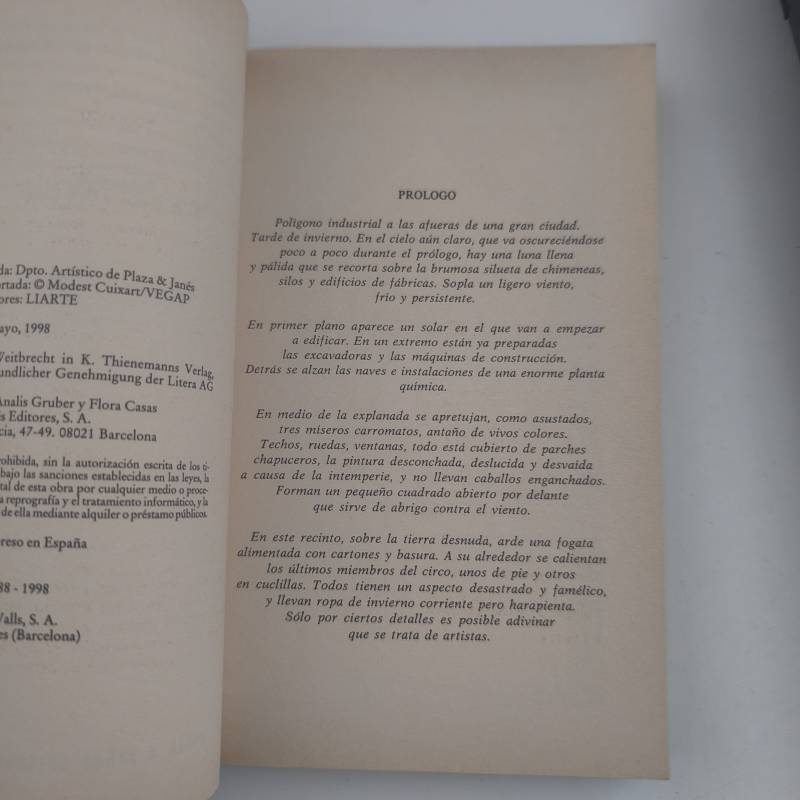 da: Dpto. Artístico de Plaza & Janés
ortada: © Modest Cuixart/VEGAP
ores: LIARTE
ayo, 1998
Weitbrecht in K. Thienemanns Verlag,
undlicher Genehmigung der Litera AG
Analis Gruber y Flora Casas
s Editores, S. A.
cia, 47-49. 08021 Barcelona
ohibida, sin la autorización escrita de los ti-
bajo las sanciones establecidas en las leyes, la
tal de esta obra por cualquier medio o proce-
a reprografía y el tratamiento informático, y la
de ella mediante alquiler o préstamo públicos.
reso en España
88 - 1998
Valls, S. A.
es (Barcelona)
PROLOGO
Polígono industrial a las afueras de una gran ciudad.
Tarde de invierno. En el cielo aún claro, que va oscureciéndose
poco a poco durante el prólogo, hay una luna llena
y pálida que se recorta sobre la brumosa silueta de chimeneas,
silos y edificios de fábricas. Sopla un ligero viento,
frío y persistente.
En primer plano aparece un solar en el que van a empezar
a edificar. En un extremo están ya preparadas
las excavadoras y las máquinas de construcción.
Detrás se alzan las naves e instalaciones de una enorme planta
química.
En medio de la explanada se apretujan, como asustados,
tres míseros carromatos, antaño de vivos colores.
Techos, ruedas, ventanas, todo está cubierto de parches
chapuceros, la pintura desconchada, deslucida y desvaída
a causa de la intemperie, y no llevan caballos enganchados.
Forman un pequeño cuadrado abierto por delante
que sirve de abrigo contra el viento.
En este recinto, sobre la tierra desnuda, arde una fogata
alimentada con cartones y basura. A su alrededor se calientan
los últimos miembros del circo, unos de pie y otros
en cuclillas. Todos tienen un aspecto desastrado y famélico,
y llevan ropa de invierno corriente pero harapienta.
Sólo por ciertos detalles es posible adivinar
que se trata de artistas.